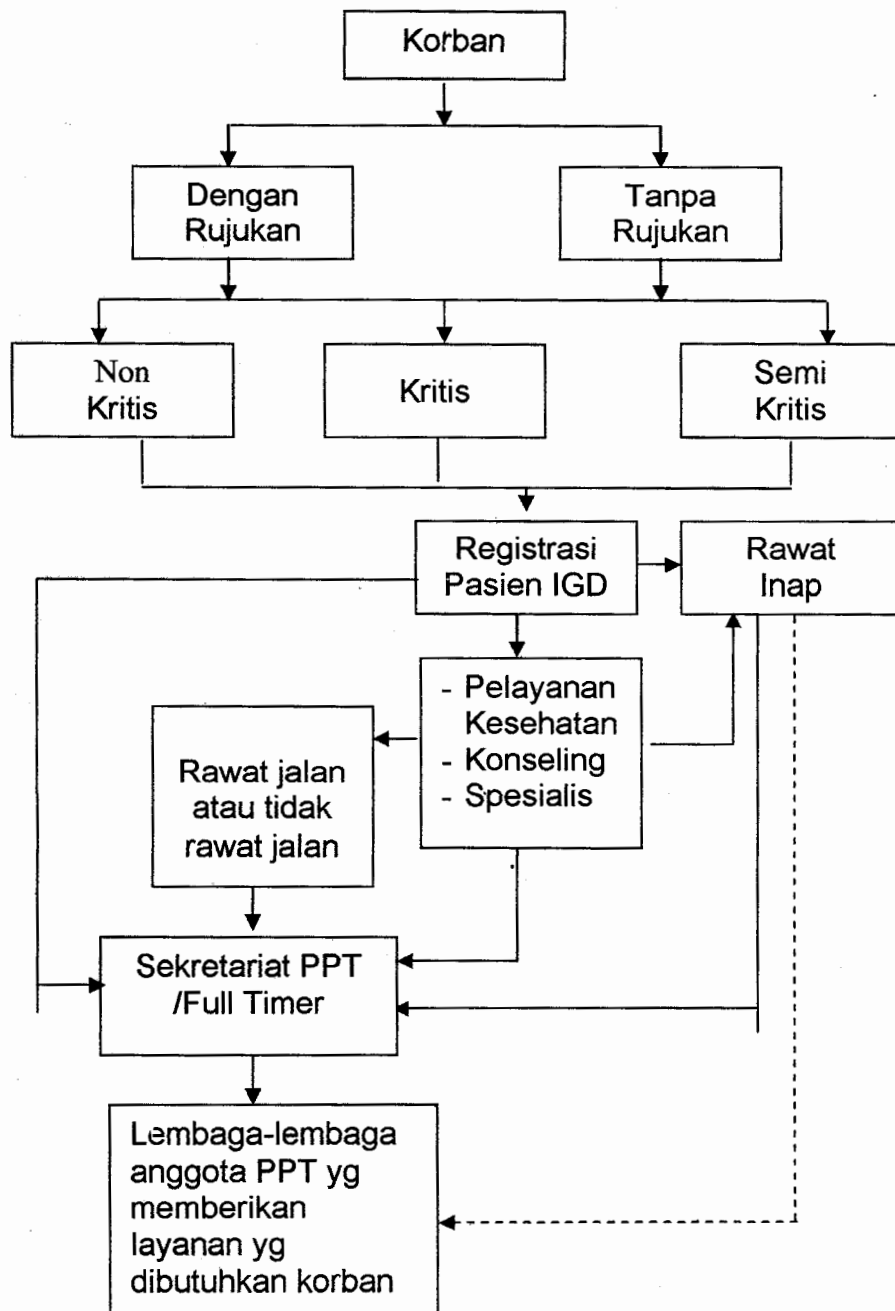 Korban
Dengan
Rujukan
Tanpa
Rujukan
Non
Kritis
Kritis
Semi
Kritis
Registrasi
Pasien IGD
Rawat
Inap
- Pelayanan
Kesehatan
- Konseling
- Spesialis
Rawat jalan
atau tidak
rawat jalan
Sekretariat PPT
/Full Timer
Lembaga-lembaga
anggota PPT yg
memberikan
layanan yg
dibutuhkan korban